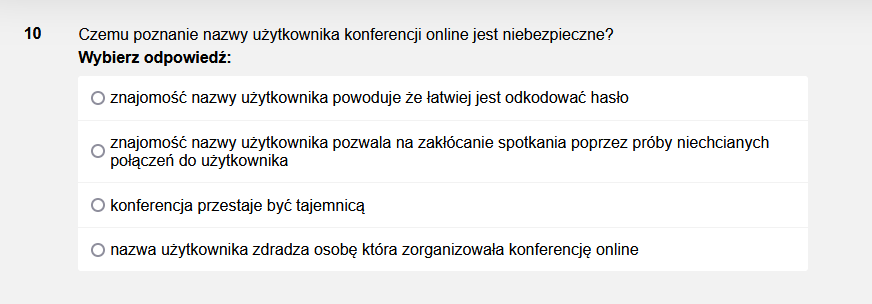 10 Czemu poznanie nazwy użytkownika konferencji online jest niebezpieczne?
Wybierz odpowiedź:
znajomość nazwy użytkownika powoduje że łatwiej jest odkodować hasło
znajomość nazwy użytkownika pozwala na zakłócanie spotkania poprzez próby niechcianych
połączeń do użytkownika
konferencja przestaje być tajemnicą
nazwa użytkownika zdradza osobę która zorganizowała konferencję online